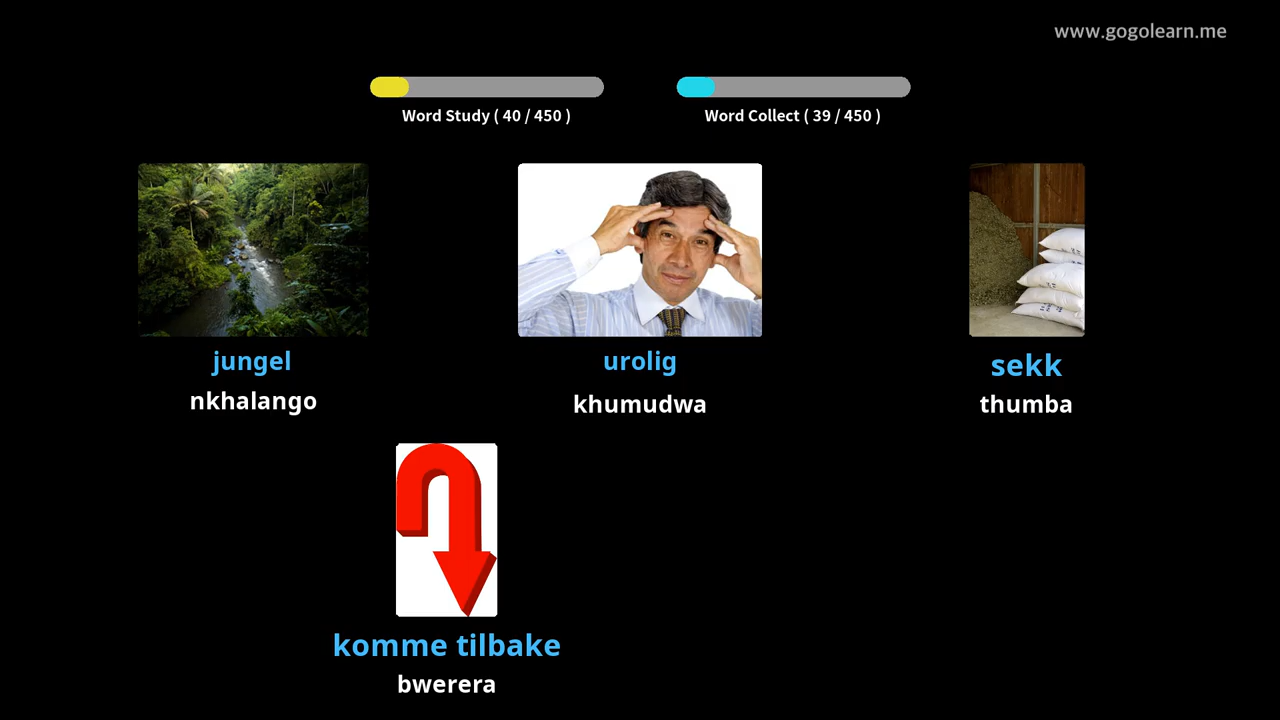 www.gogolearn.me
Word Study ( 40 / 450 )
Word Collect ( 39 / 450 )
jungel
urolig
sekk
nkhalango
khumudwa
thumba
komme tilbake
bwerera